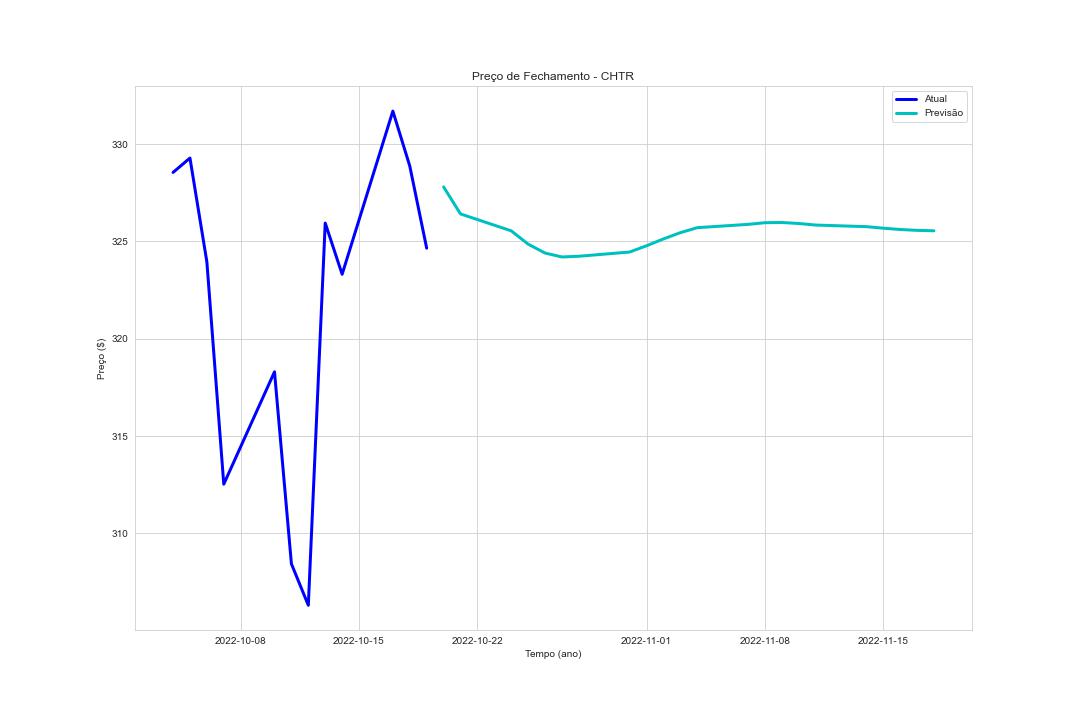 Preço de Fechamento - CHTR
Atual
Previsão
330
325
320
315
310
Preço ($)
2022-10-08
2022-10-15
2022-10-22
2022-11-01
2022-11-08
2022-11-15
Tempo (ano)